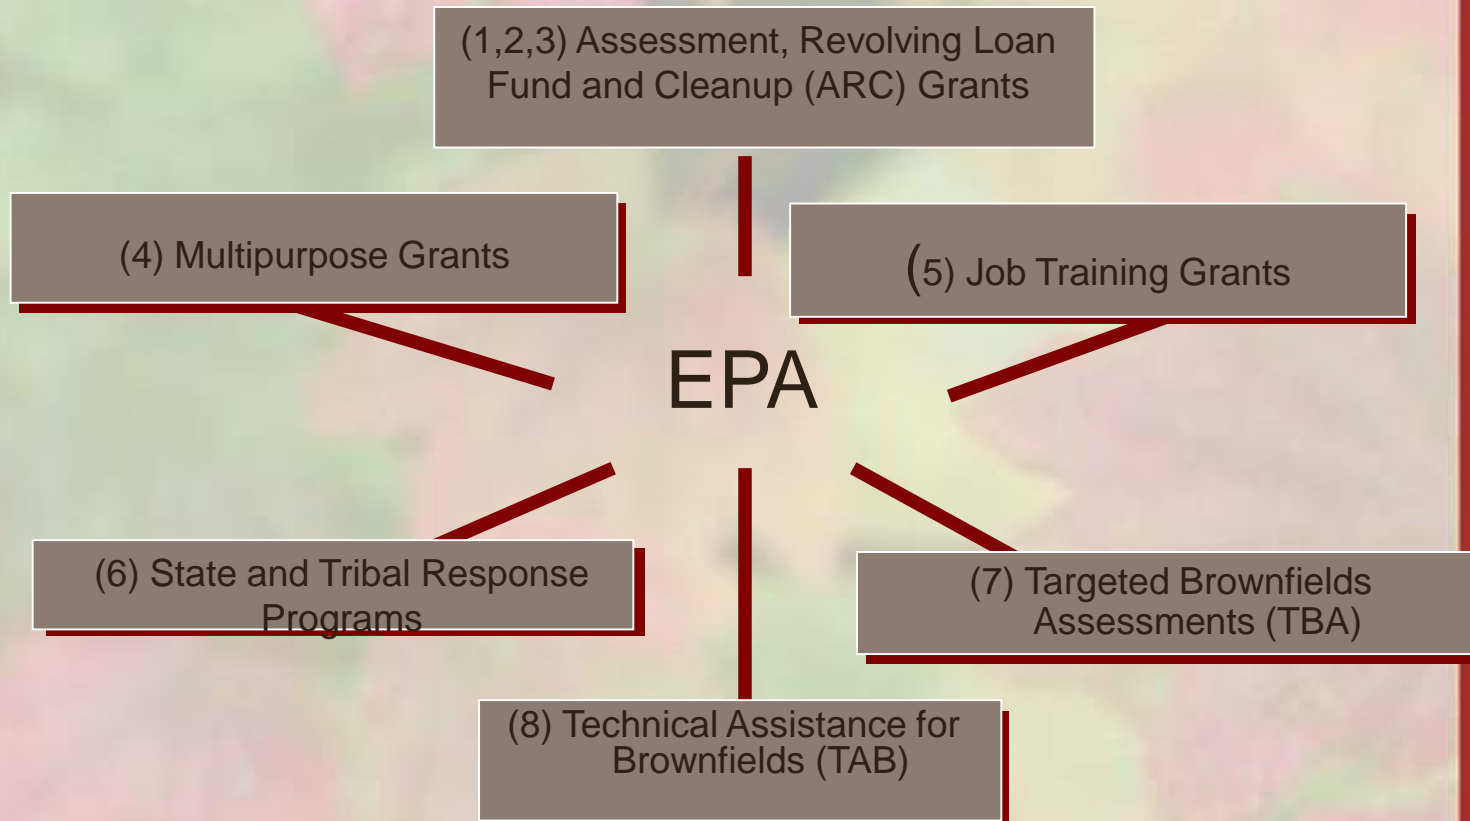 (1,2,3) Assessment, Revolving Loan
Fund and Cleanup (ARC) Grants
(4) Multipurpose Grants
(5) Job Training Grants
EPA
(6) State and Tribal Response
Programs
(7) Targeted Brownfields
Assessments (TBA)
(8) Technical Assistance for
Brownfields (TAB)